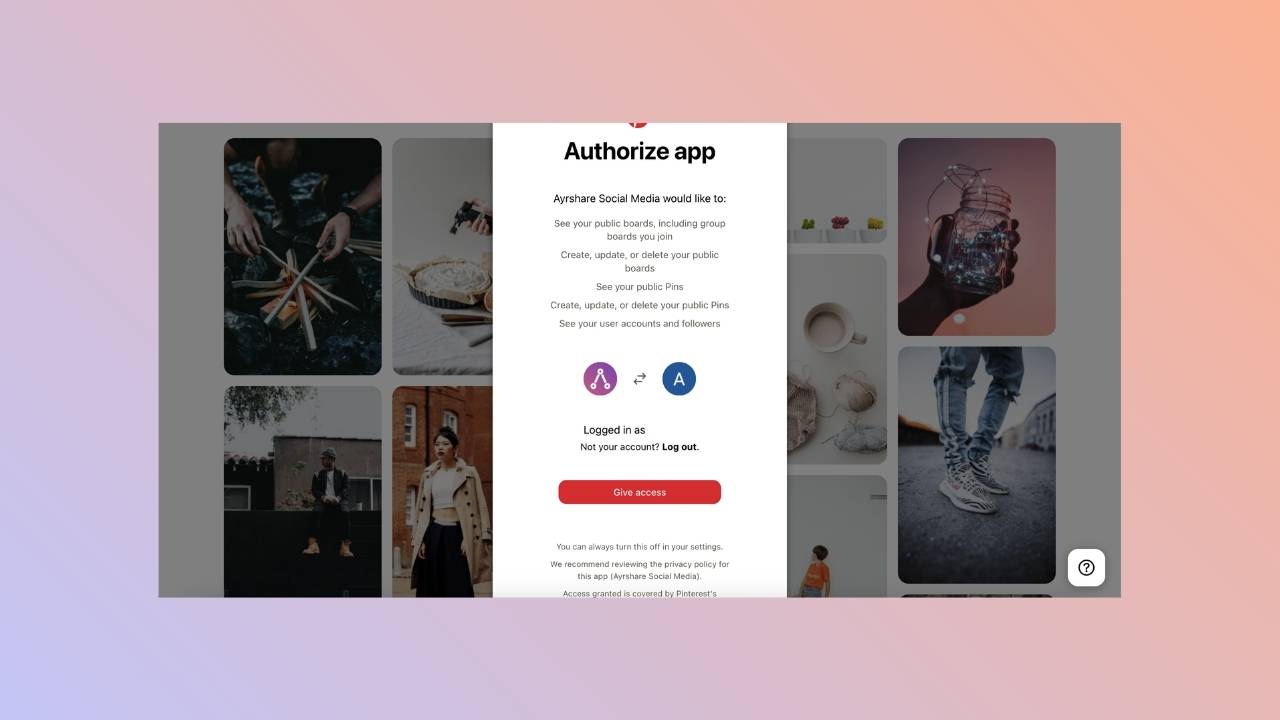 Authorize app
Ayrshare Social Media would like to:
See your public boards, including group
boards you join
Create, update, or delete your public
boards
See your public Pins
Create, update, or delete your public Pins
See your user accounts and followers
A
Logged in as
Not your account? Log out.
Give access
You can always turn this off in your settings.
We recommend reviewing the privacy policy for
this app (Ayrshare Social Media).
Access granted is covered by Pinterest's